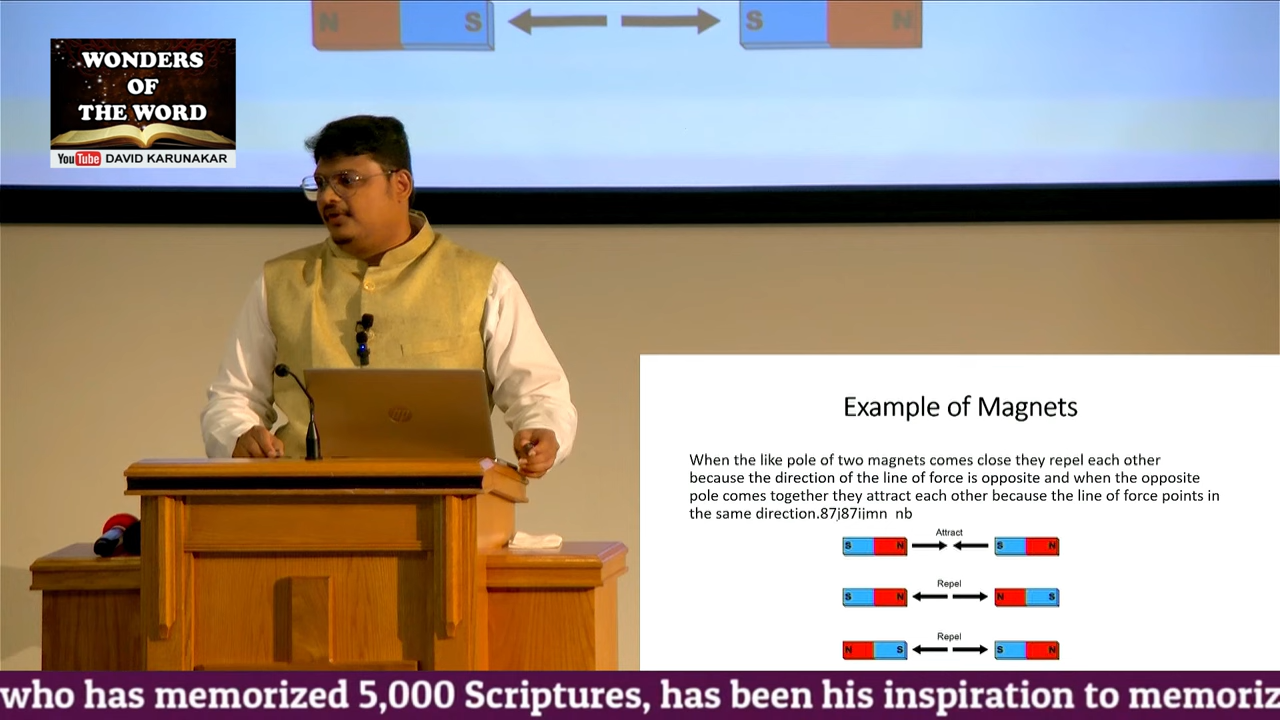 N S S N
WONDERS
OF
THE WORD
YouTube DAVID KARUNAKAR
hp
Example of Magnets
When the like pole of two magnets comes close they repel each other
because the direction of the line of force is opposite and when the opposite
pole comes together they attract each other because the line of force points in
the same direction.87j87ijmn nb
Attract
S N S N
Repel
S N N S
Repel
N S S N
who has memorized 5,000 Scriptures, has been his inspiration to memoriz